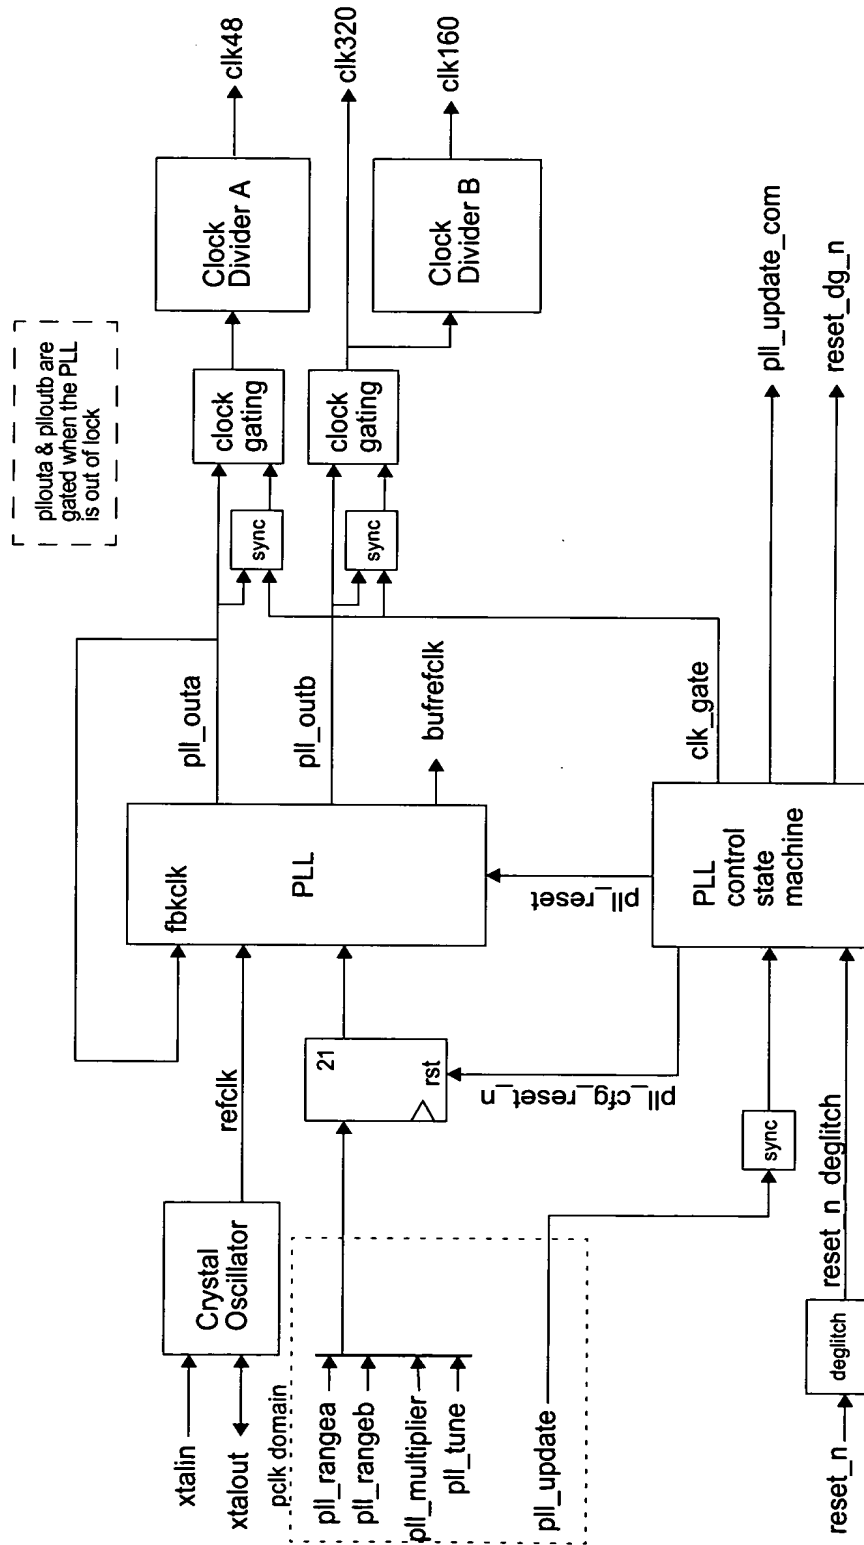 pllouta & plloutb are
gated when the PLL
is out of lock
xtalin
xtalout
Crystal
Oscillator
refclk
fbkclk
PLL
pll_outa
pll_outb
bufrefclk
sync
clock
gating
Clock
Divider A
clk48
sync
clock
gating
clk320
Clock
Divider B
clk160
pclk domain
pll_rangea
pll_rangeb
pll_multiplier
pll_tune
pll_update
21
rst
pll_cfg_reset_n
pll_reset
sync
PLL
control
state
machine
clk_gate
pll_update_com
reset_dg_n
reset_n
deglitch
reset_n_deglitch